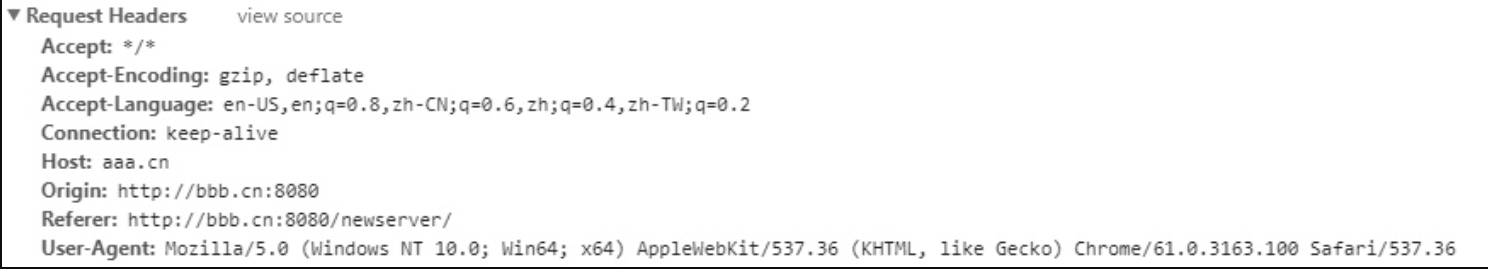 ▼ Request Headers view source
Accept: */*
Accept-Encoding: gzip, deflate
Accept-Language: en-US,en;q=0.8,zh-CN;q=0.6,zh;q=0.4,zh-TW;q=0.2
Connection: keep-alive
Host: aaa.cn
Origin: http://bbb.cn:8080
Referer: http://bbb.cn:8080/newserver/
User-Agent: Mozilla/5.0 (Windows NT 10.0; Win64; x64) AppleWebKit/537.36 (KHTML, like Gecko) Chrome/61.0.3163.100 Safari/537.36